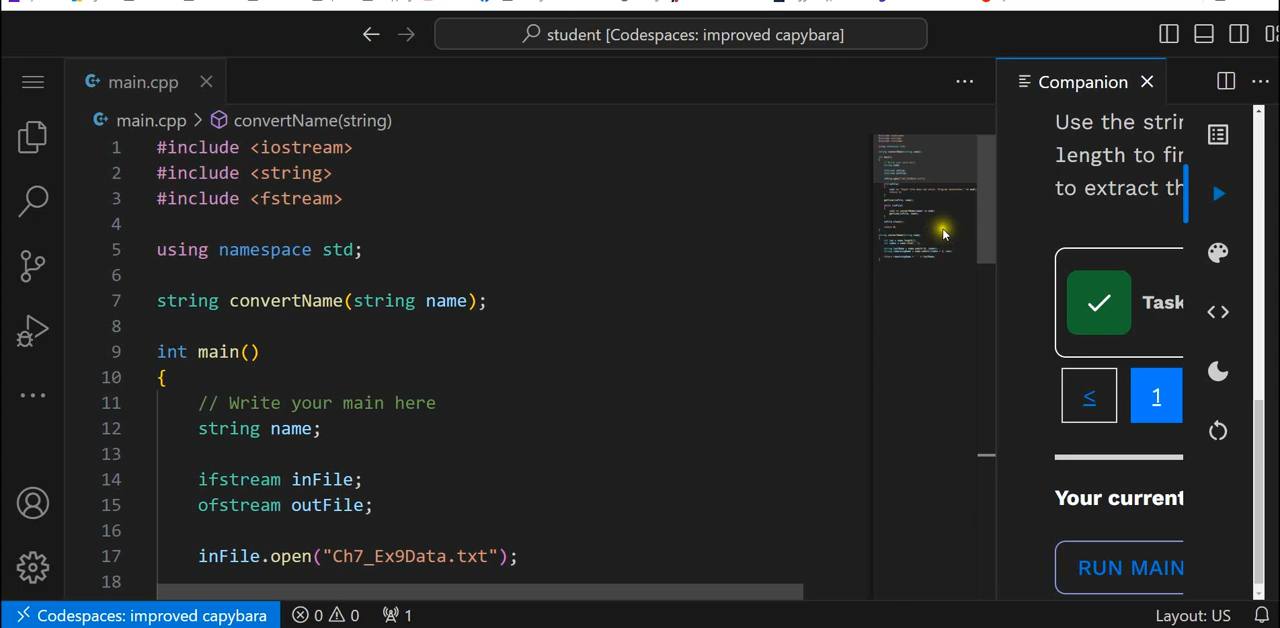 student [Codespaces: improved capybara]
main.cpp
Companion
main.cpp > convertName(string)
1 #include <iostream>
2 #include <string>
3 #include <fstream>
4
5 using namespace std;
6
7 string convertName(string name);
8
9 int main()
10 {
11 // Write your main here
12 string name;
13
14 ifstream inFile;
15 ofstream outFile;
16
17 inFile.open("Ch7_Ex9Data.txt");
18
Use the strin
length to fir
to extract th
Task
≤ 1
Your current
RUN MAIN
Codespaces: improved capybara 0 0 1 Layout: US